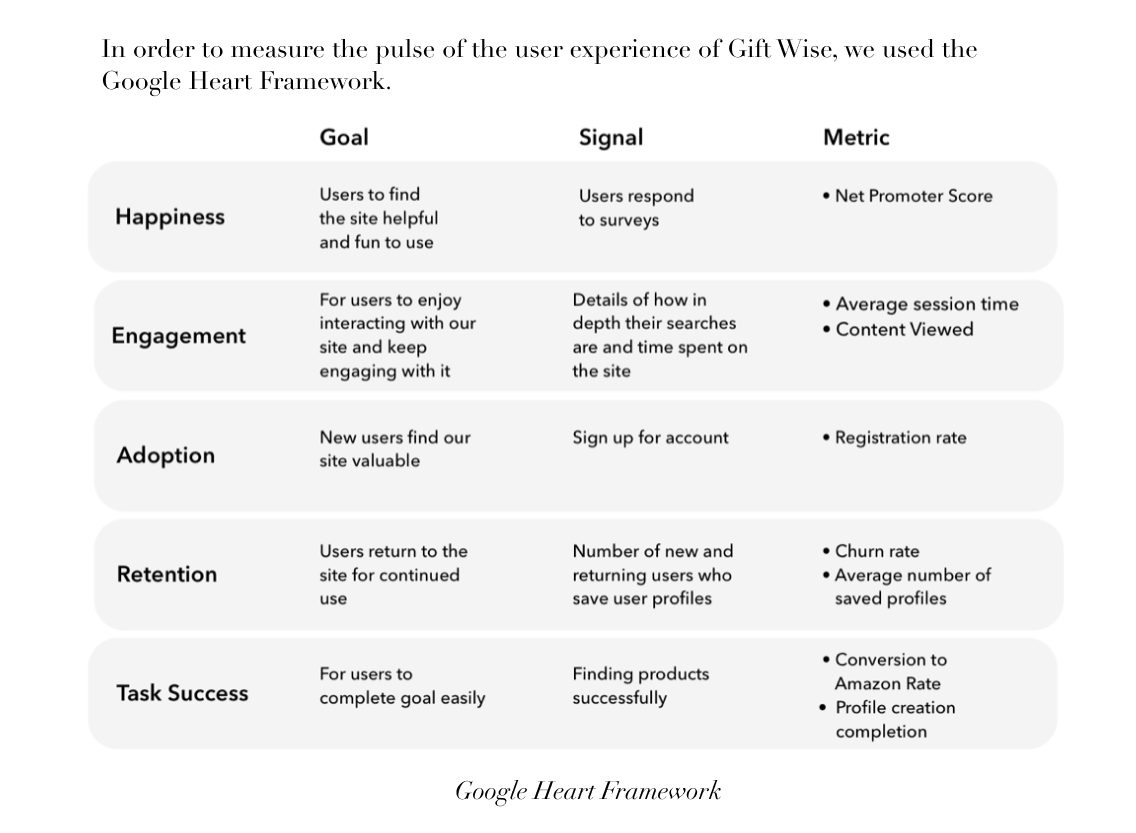 In order to measure the pulse of the user experience of Gift Wise, we used the
Google Heart Framework.
Goal Signal Metric
Happiness
Users to find
the site helpful
and fun to use
Users respond
to surveys
• Net Promoter Score
Engagement
For users to enjoy
interacting with our
site and keep
engaging with it
Details of how in
depth their searches
are and time spent on
the site
• Average session time
• Content Viewed
Adoption
New users find our
site valuable
Sign up for account
• Registration rate
Retention
Users return to the
site for continued
use
Number of new and
returning users who
save user profiles
• Churn rate
• Average number of
saved profiles
Task Success
For users to
complete goal easily
Finding products
successfully
• Conversion to
Amazon Rate
• Profile creation
completion
Google Heart Framework